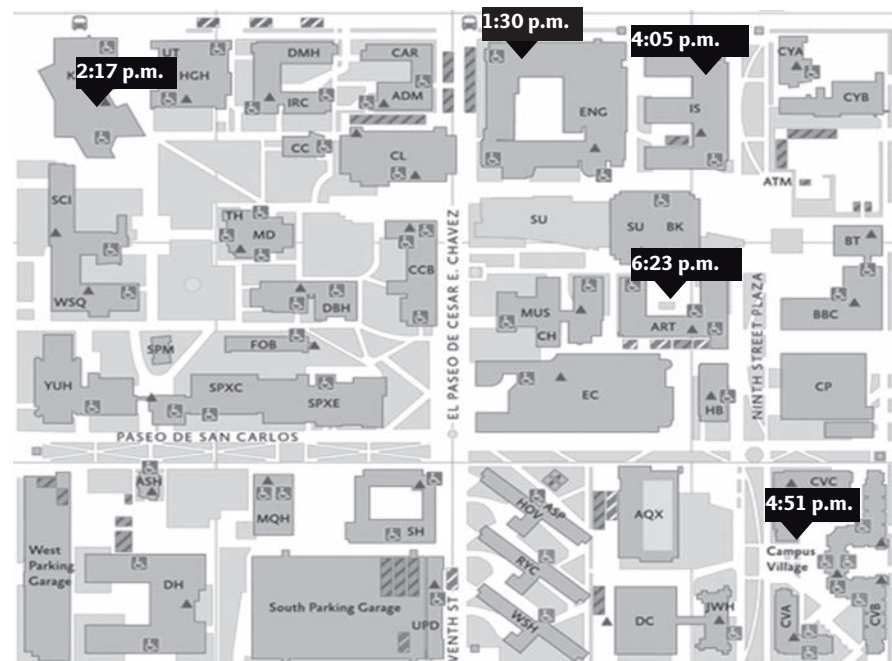 1:30 p.m.
4:05 p.m.
2:17 p.m.
UT
HGH
DMH
IRC
CAR
ADM
CC
CL
ENG
IS
CYA
CYB
ATM
SCI
TH
MD
SU
SU BK
BT
CCB
WSQ
DBH
6:23 p.m.
MUS
CH
ART
BBC
EL PASEO DE CESAR E. CHAVEZ
NINTH STREET PLAZA
SPM
FOB
YUH
SPXC
SPXE
EC
HB
CP
PASEO DE SAN CARLOS
ASH
MQH
SH
HOV
ASP
AQX
CVC
4:51 p.m.
Campus
Village
West
Parking
Garage
DH
South Parking Garage
UPD
VENTH ST
RYC
WSH
DC
JWH
CVA
CVB